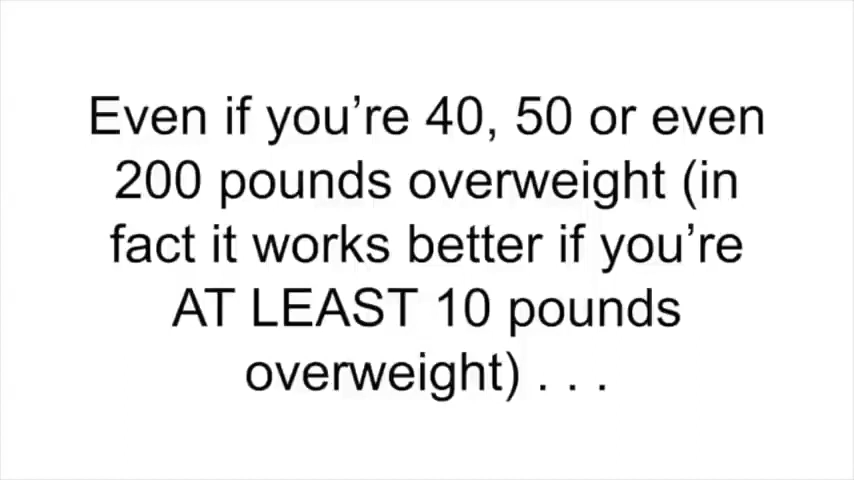 Even if you’re 40, 50 or even
200 pounds overweight (in
fact it works better if you’re
AT LEAST 10 pounds
overweight) . . .